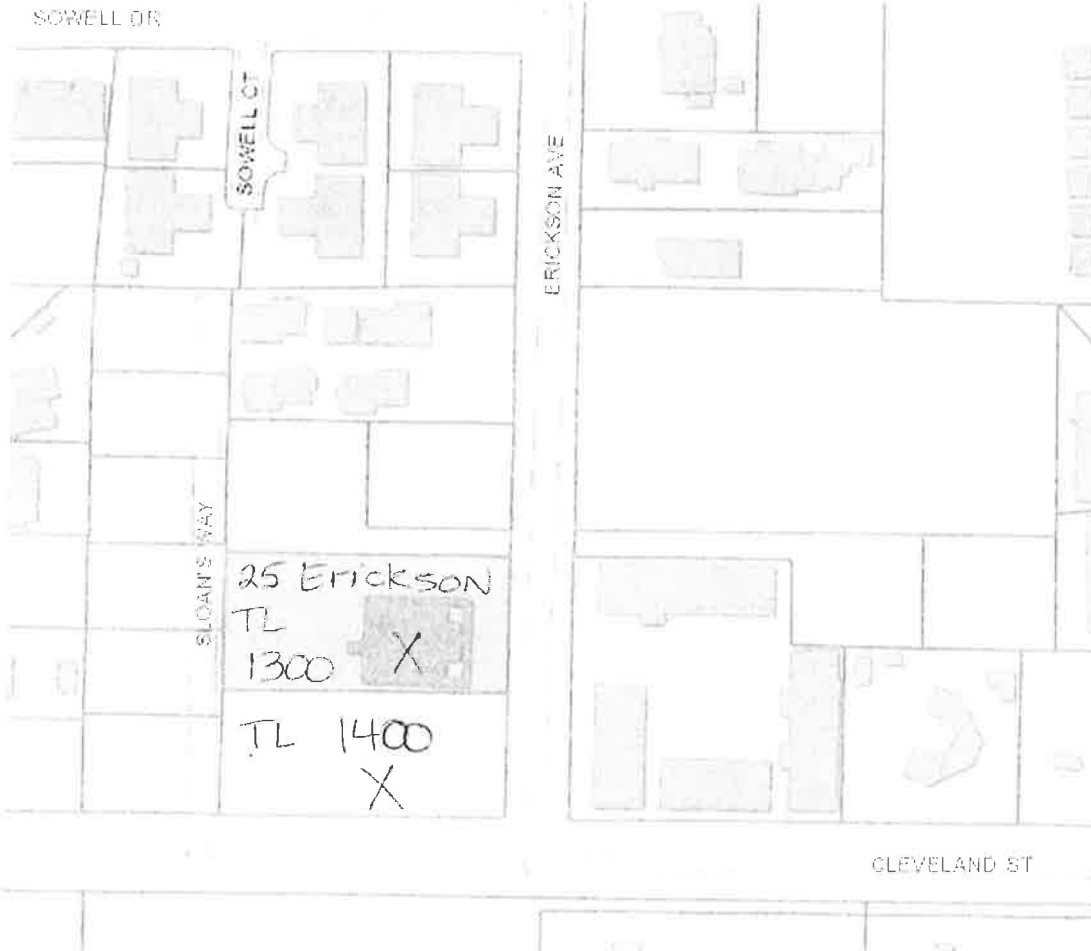 SOWELL DR
SOWELL CT
ERICKSON AVE
SLOAN'S WAY
25 Erickson
TL
1300
X
TL 1400
X
CLEVELAND ST